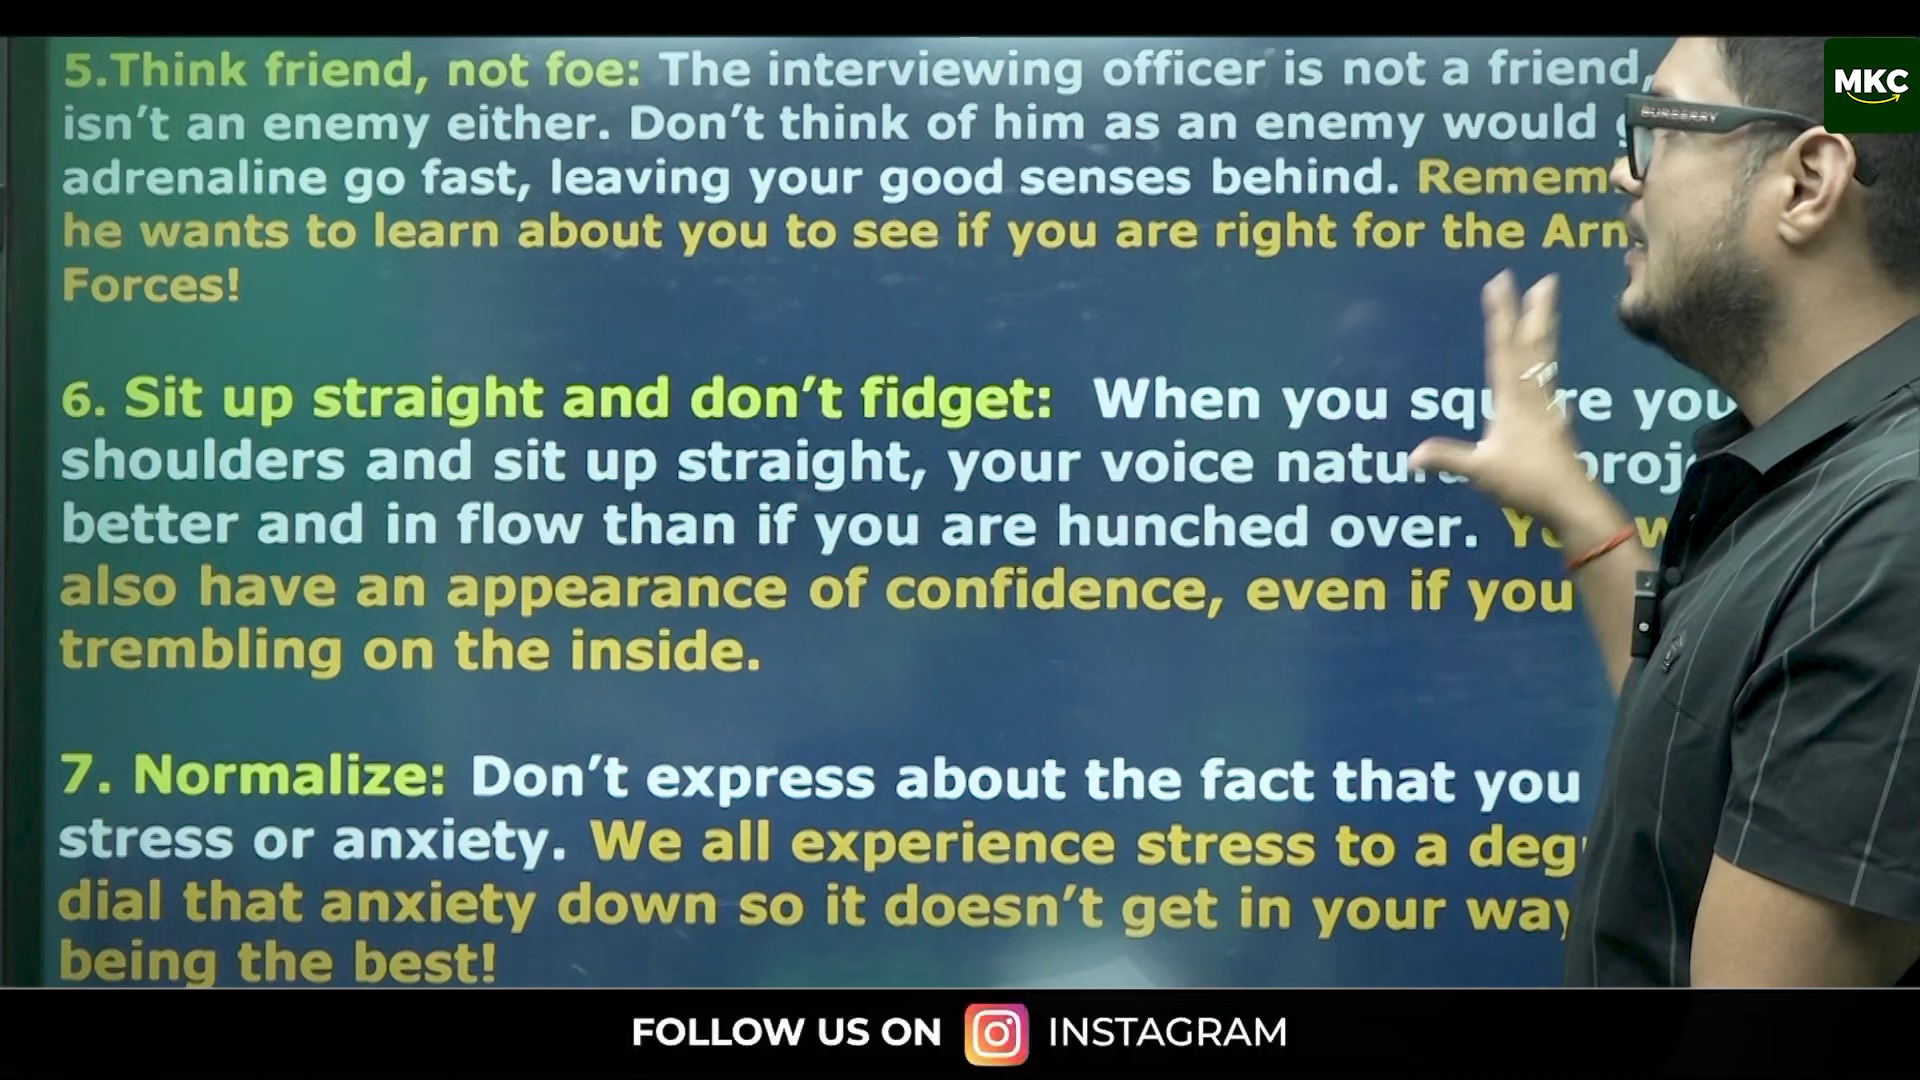 5.Think friend, not foe: The interviewing officer is not a friend,
isn't an enemy either. Don't think of him as an enemy would
adrenaline go fast, leaving your good senses behind.
he wants to learn about you to see if you are right for the
Forces!
6. Sit up straight and don't fidget: When you
shoulders and sit up straight, your voice
better and in flow than if you are hunched over.
also have an appearance of confidence, even if you
trembling on the inside.
7. Normalize: Don't express about the fact that you
stress or anxiety. We all experience stress to a
dial that anxiety down so it doesn't get in your way
being the best!
BURBERRY
MKC
FOLLOW US ON INSTAGRAM